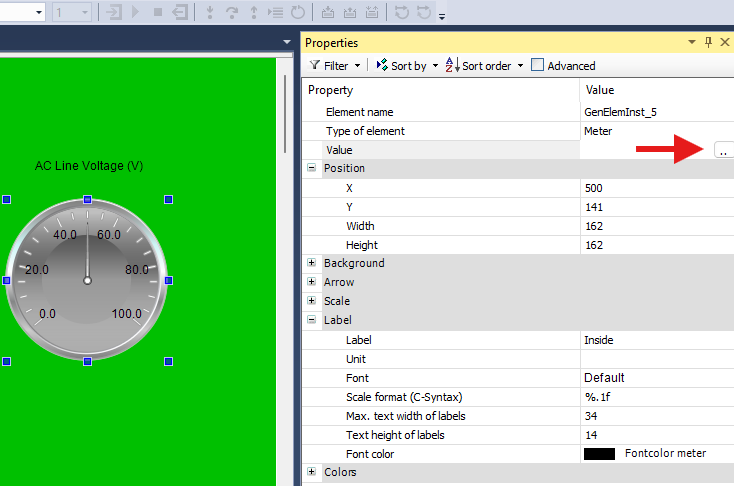 1
Properties
Filter Sort by Sort order Advanced
Property Value
Element name GenElemInst_5
Type of element Meter
Value ..
Position
X 500
Y 141
Width 162
Height 162
Background
Arrow
Scale
Label
Label Inside
Unit
Font Default
Scale format (C-Syntax) %.1f
Max. text width of labels 34
Text height of labels 14
Font color Fontcolor meter
Colors
AC Line Voltage (V)
40.0 60.0
20.0 80.0
0.0 100.0